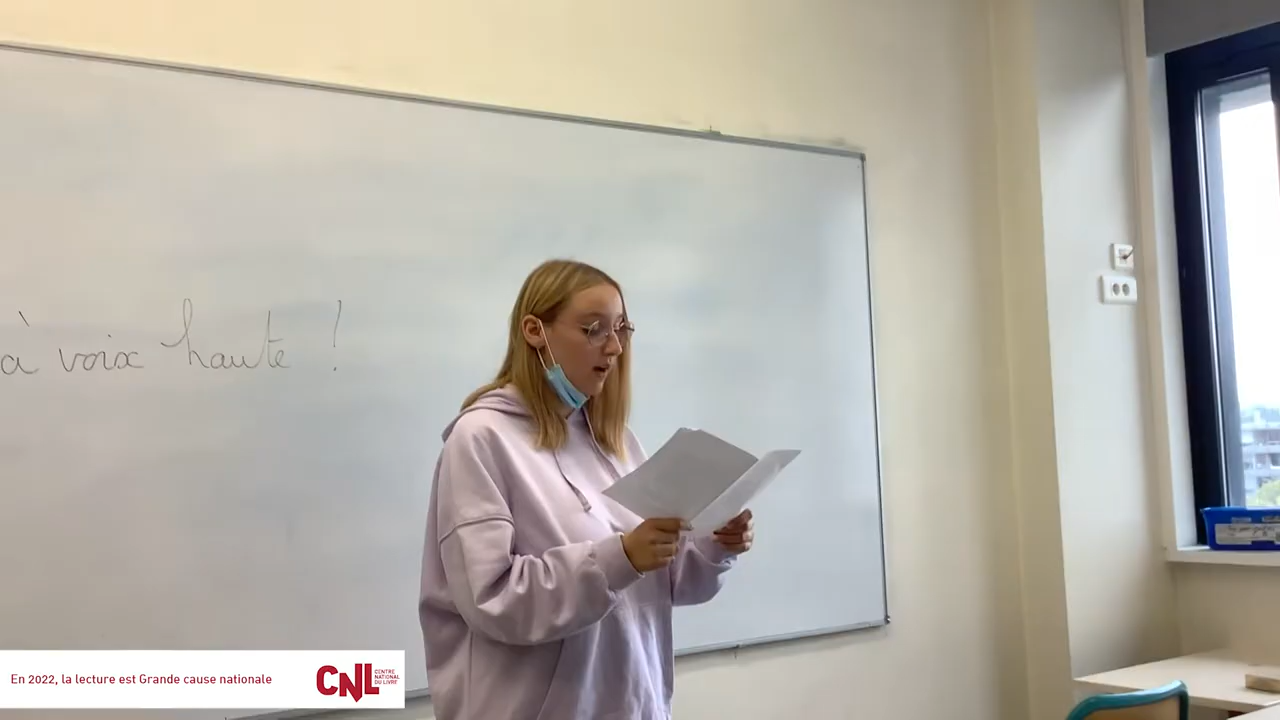 à voix haute !
En 2022, la lecture est Grande cause nationale
CNL CENTRE
NATIONAL
DU LIVRE